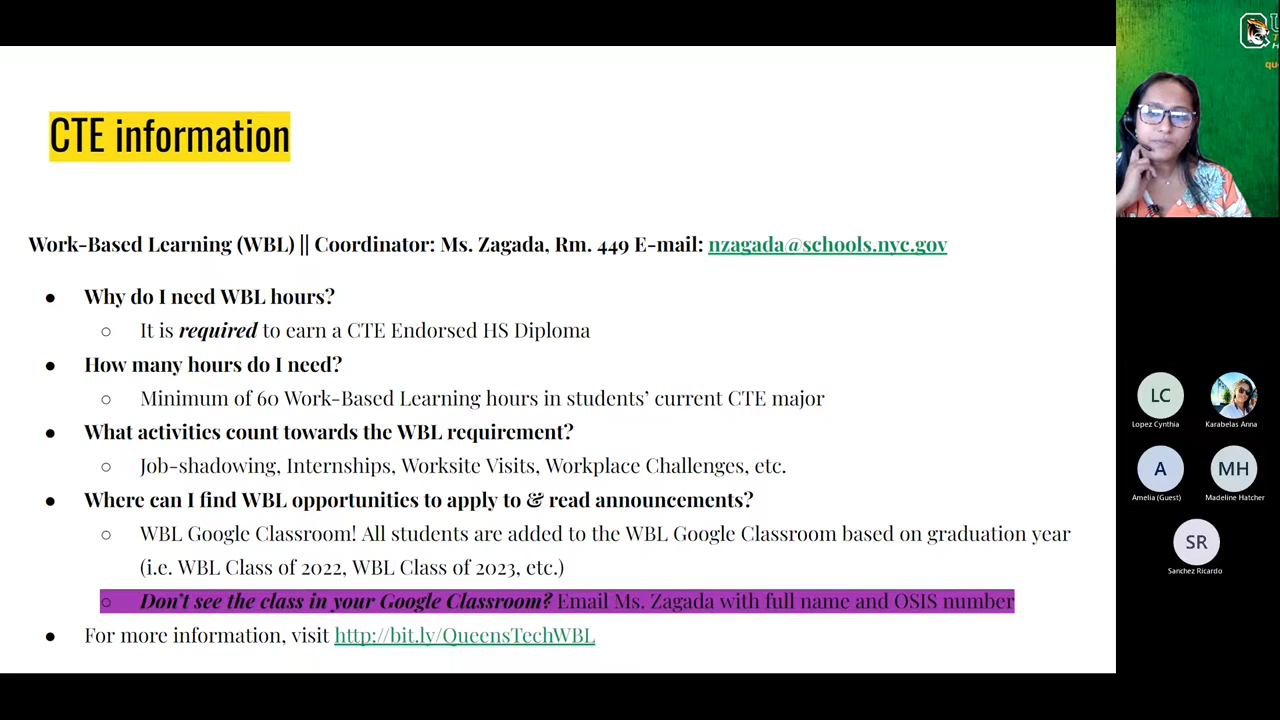 CTE information
Work-Based Learning (WBL) || Coordinator: Ms. Zagada, Rm. 449 E-mail: nzagada@schools.nyc.gov
● Why do I need WBL hours?
○ It is required to earn a CTE Endorsed HS Diploma
● How many hours do I need?
○ Minimum of 60 Work-Based Learning hours in students’ current CTE major
● What activities count towards the WBL requirement?
○ Job-shadowing, Internships, Worksite Visits, Workplace Challenges, etc.
● Where can I find WBL opportunities to apply to & read announcements?
○ WBL Google Classroom! All students are added to the WBL Google Classroom based on graduation year
(i.e. WBL Class of 2022, WBL Class of 2023, etc.)
○ Don’t see the class in your Google Classroom? Email Ms. Zagada with full name and OSIS number
● For more information, visit http://bit.ly/QueensTechWBL
LC
Lopez Cynthia
Karabelas Anna
A
MH
Amelia (Guest)
Madeline Hatcher
SR
Sanchez Ricardo